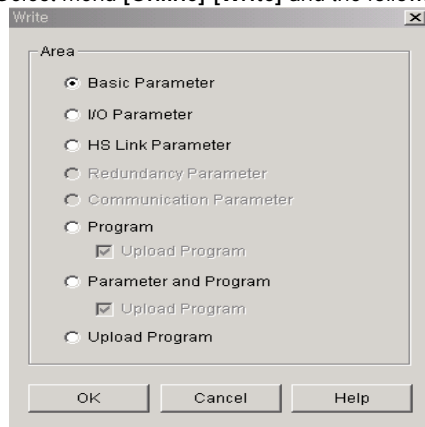 Select menu [Online]-[Write] and the follow
Write
Area
Basic Parameter
I/O Parameter
HS Link Parameter
Redundancy Parameter
Communication Parameter
Program
Upload Program
Parameter and Program
Upload Program
Upload Program
OK Cancel Help